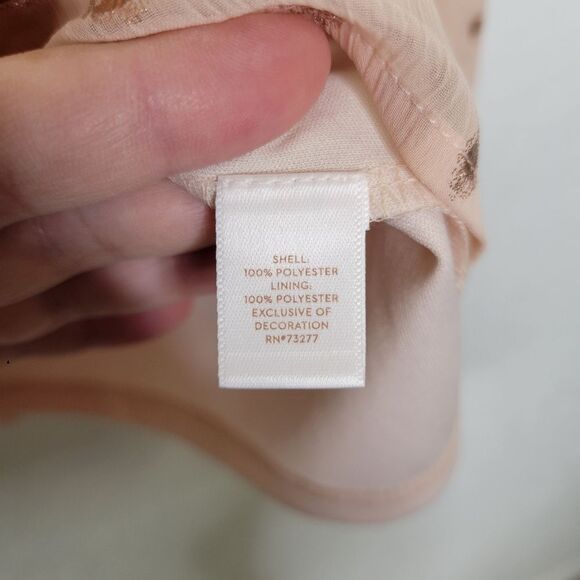 SHELL:
100% POLYESTER
LINING:
100% POLYESTER
EXCLUSIVE OF
DECORATION
RN#73277